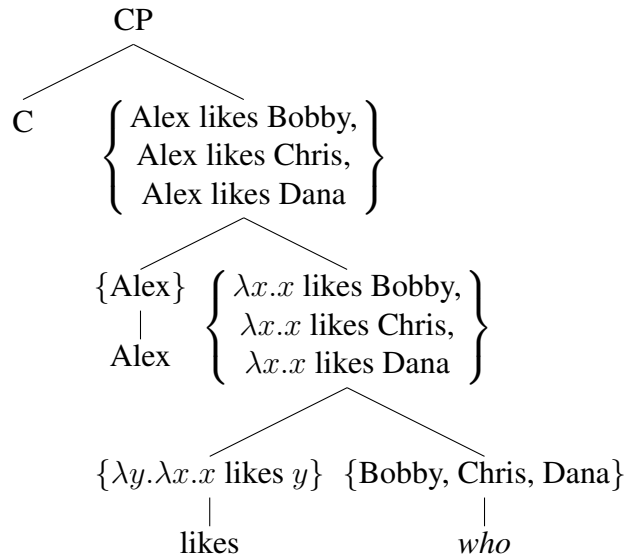 CP
C
{ Alex likes Bobby,
Alex likes Chris,
Alex likes Dana }
{Alex}
Alex
{ λx.x likes Bobby,
λx.x likes Chris,
λx.x likes Dana }
{λy.λx.x likes y} {Bobby, Chris, Dana}
likes who